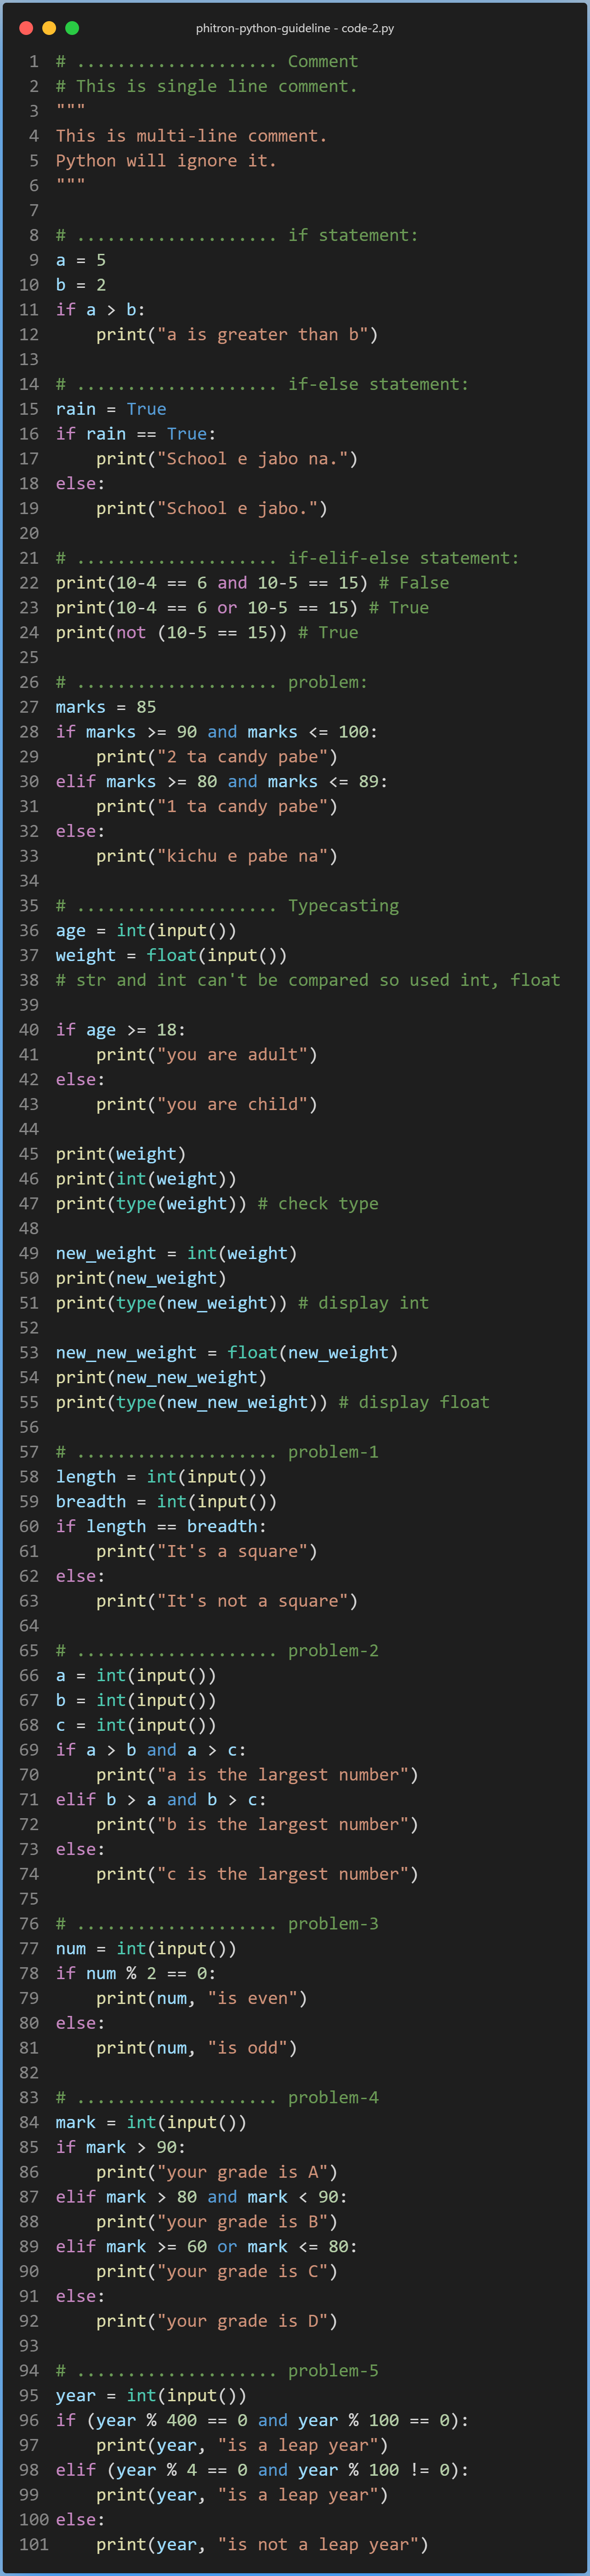 phitron-python-guideline - code-2.py
1 # .................... Comment
2 # This is single line comment.
3 """
4 This is multi-line comment.
5 Python will ignore it.
6 """
7
8 # .................... if statement:
9 a = 5
10 b = 2
11 if a > b:
12     print("a is greater than b")
13
14 # .................... if-else statement:
15 rain = True
16 if rain == True:
17     print("School e jabo na.")
18 else:
19     print("School e jabo.")
20
21 # .................... if-elif-else statement:
22 print(10-4 == 6 and 10-5 == 15) # False
23 print(10-4 == 6 or 10-5 == 15) # True
24 print(not (10-5 == 15)) # True
25
26 # .................... problem:
27 marks = 85
28 if marks >= 90 and marks <= 100:
29     print("2 ta candy pabe")
30 elif marks >= 80 and marks <= 89:
31     print("1 ta candy pabe")
32 else:
33     print("kichu e pabe na")
34
35 # .................... Typecasting
36 age = int(input())
37 weight = float(input())
38 # str and int can't be compared so used int, float
39
40 if age >= 18:
41     print("you are adult")
42 else:
43     print("you are child")
44
45 print(weight)
46 print(int(weight))
47 print(type(weight)) # check type
48
49 new_weight = int(weight)
50 print(new_weight)
51 print(type(new_weight)) # display int
52
53 new_new_weight = float(new_weight)
54 print(new_new_weight)
55 print(type(new_new_weight)) # display float
56
57 # .................... problem-1
58 length = int(input())
59 breadth = int(input())
60 if length == breadth:
61     print("It's a square")
62 else:
63     print("It's not a square")
64
65 # .................... problem-2
66 a = int(input())
67 b = int(input())
68 c = int(input())
69 if a > b and a > c:
70     print("a is the largest number")
71 elif b > a and b > c:
72     print("b is the largest number")
73 else:
74     print("c is the largest number")
75
76 # .................... problem-3
77 num = int(input())
78 if num % 2 == 0:
79     print(num, "is even")
80 else:
81     print(num, "is odd")
82
83 # .................... problem-4
84 mark = int(input())
85 if mark > 90:
86     print("your grade is A")
87 elif mark > 80 and mark < 90:
88     print("your grade is B")
89 elif mark >= 60 or mark <= 80:
90     print("your grade is C")
91 else:
92     print("your grade is D")
93
94 # .................... problem-5
95 year = int(input())
96 if (year % 400 == 0 and year % 100 == 0):
97     print(year, "is a leap year")
98 elif (year % 4 == 0 and year % 100 != 0):
99     print(year, "is a leap year")
100 else:
101     print(year, "is not a leap year")